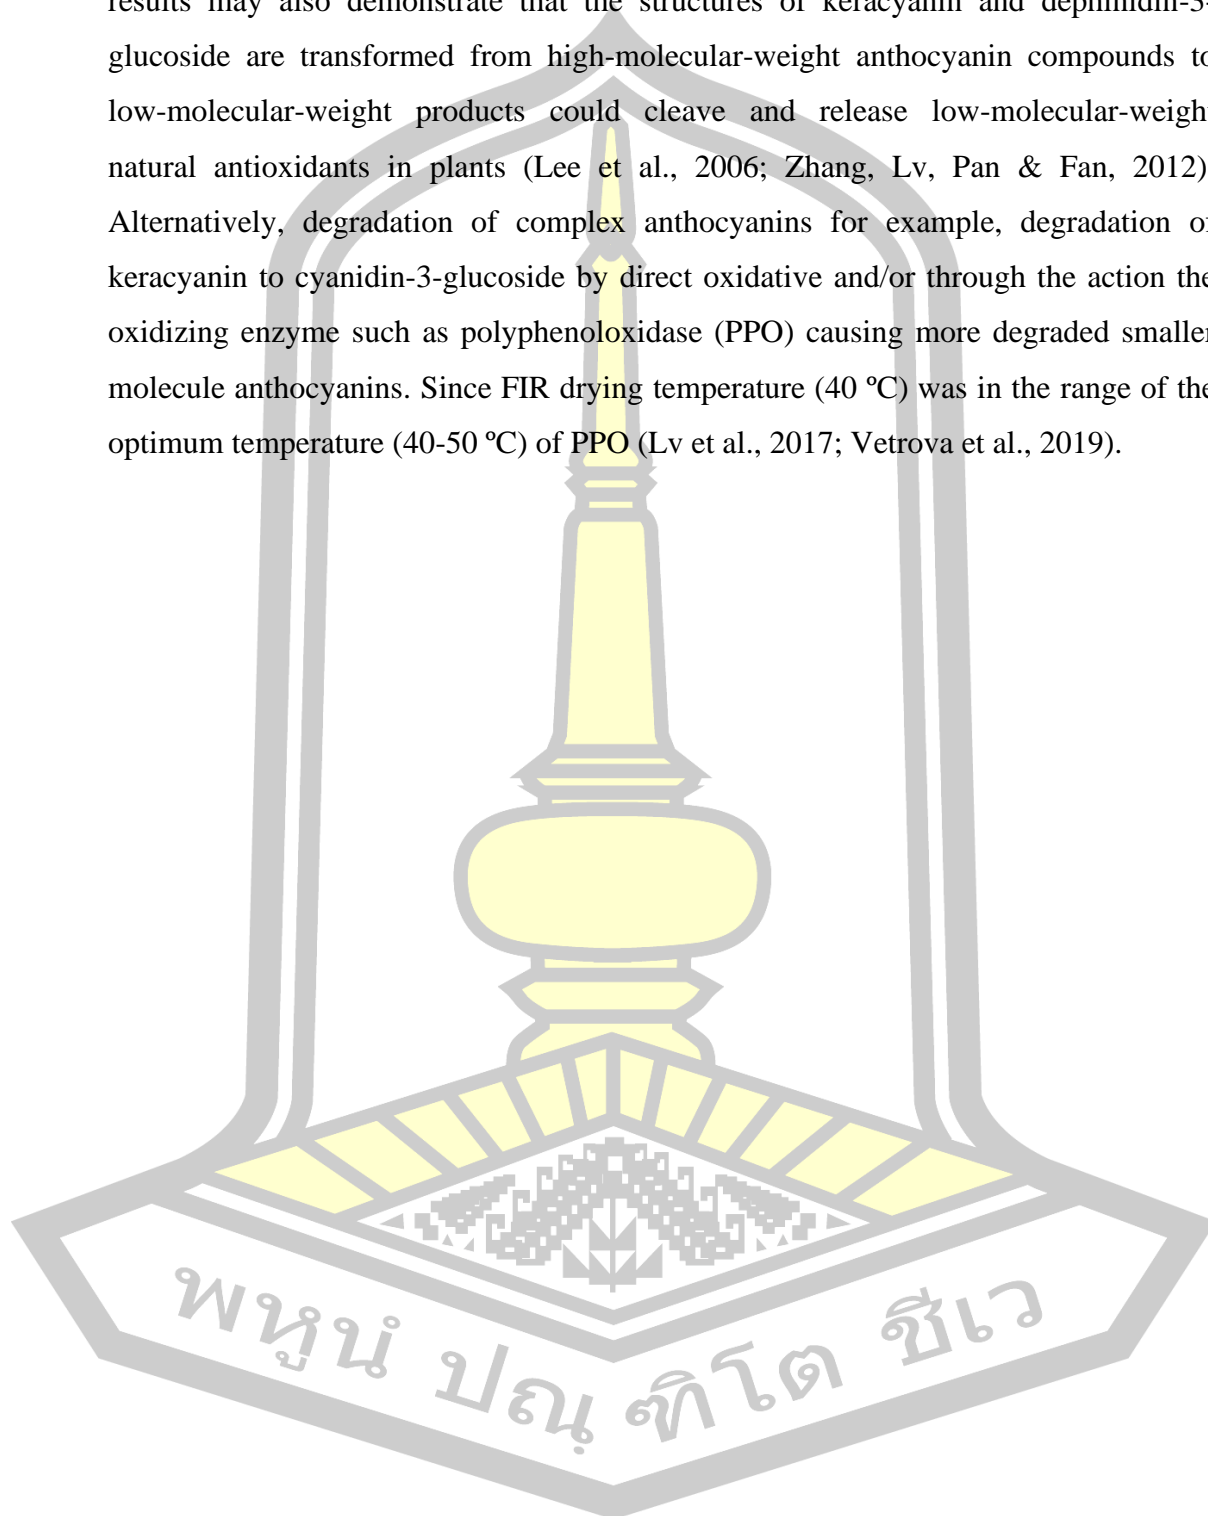 results may also demonstrate that the structures of keracyanin and dephinidin-3-
glucoside are transformed from high-molecular-weight anthocyanin compounds to
low-molecular-weight products could cleave and release low-molecular-weight
natural antioxidants in plants (Lee et al., 2006; Zhang, Lv, Pan & Fan, 2012)
Alternatively, degradation of complex anthocyanins for example, degradation of
keracyanin to cyanidin-3-glucoside by direct oxidative and/or through the action the
oxidizing enzyme such as polyphenoloxidase (PPO) causing more degraded smaller
molecule anthocyanins. Since FIR drying temperature (40 ºC) was in the range of the
optimum temperature (40-50 ºC) of PPO (Lv et al., 2017; Vetrova et al., 2019).
พหูนํ ปณฺ ฑิโต ชีเว